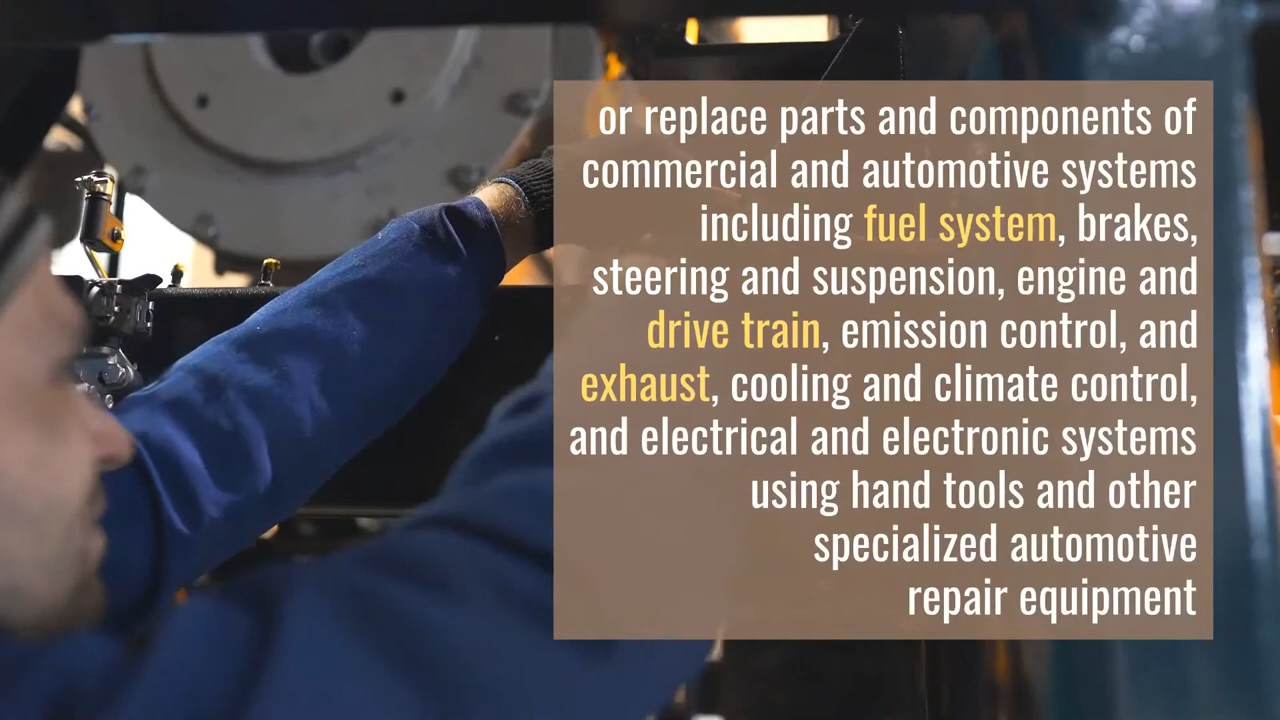 or replace parts and components of
commercial and automotive systems
including fuel system, brakes,
steering and suspension, engine and
drive train, emission control, and
exhaust, cooling and climate control,
and electrical and electronic systems
using hand tools and other
specialized automotive
repair equipment